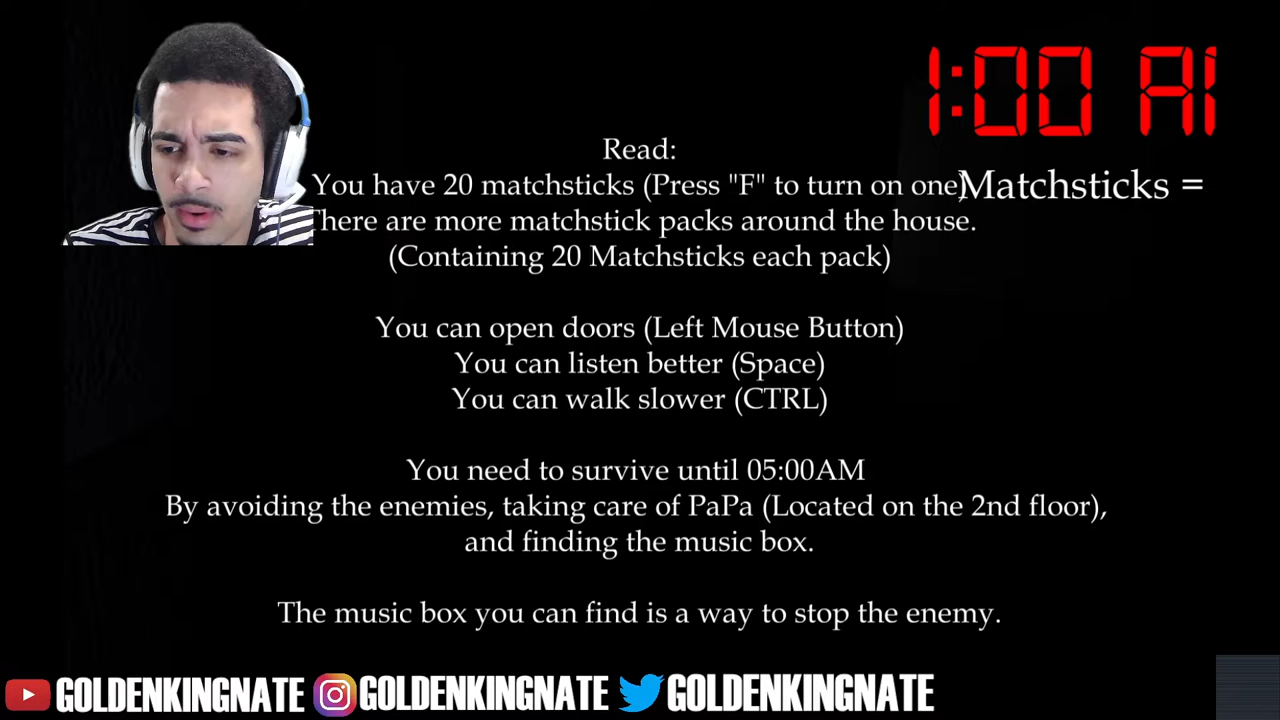 1:00 A
Read:
You have 20 matchsticks (Press "F" to turn on one)
Matchsticks =
here are more matchstick packs around the house.
(Containing 20 Matchsticks each pack)
You can open doors (Left Mouse Button)
You can listen better (Space)
You can walk slower (CTRL)
You need to survive until 05:00AM
By avoiding the enemies, taking care of PaPa (Located on the 2nd floor),
and finding the music box.
The music box you can find is a way to stop the enemy.
GOLDENKINGNATE GOLDENKINGNATE GOLDENKINGNATE